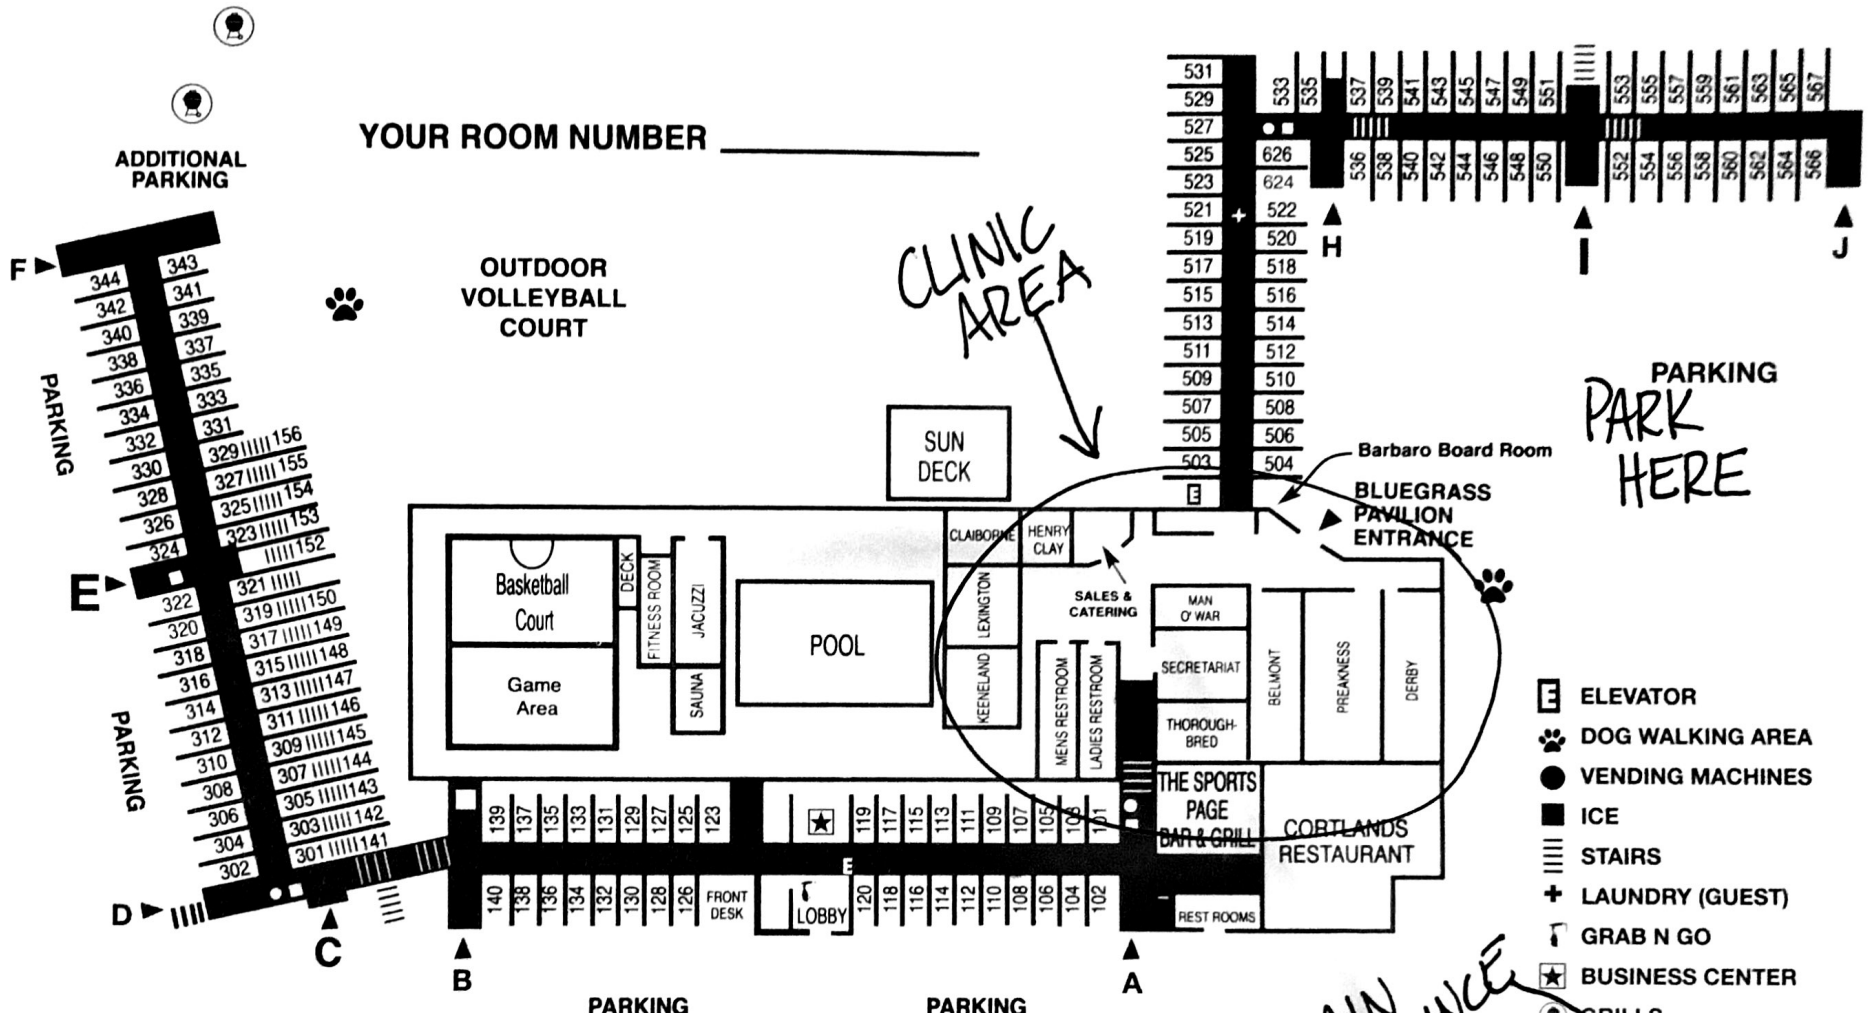 YOUR ROOM NUMBER
ADDITIONAL
PARKING
F
344
342
340
338
336
334
332
330
328
326
324
343
341
339
337
335
333
331
329 156
327 155
325 154
323 153
152
E
322
320
318
316
314
312
310
308
306
304
302
321
319 150
317 149
315 148
313 147
311 146
309 145
307 144
305 143
303 142
301 141
PARKING
PARKING
D
C
OUTDOOR
VOLLEYBALL
COURT
CLINIC
AREA
SUN
DECK
531
529
527
525
523
521
519
517
515
513
511
509
507
505
503
E
626
624
522
520
518
516
514
512
510
508
506
504
533 535 537 539 541 543 545 547 549 551 553 555 557 559 561 563 565 567
536 538 540 542 544 546 548 550 552 554 556 558 560 562 564 566
H
I
J
PARKING
PARK
HERE
Barbaro Board Room
BLUEGRASS
PAVILION
ENTRANCE
Basketball
Court
Game
Area
DECK
FITNESS ROOM
JACUZZI
SAUNA
POOL
CLAIBORNE
HENRY
CLAY
LEXINGTON
KEENELAND
SALES &
CATERING
MENS RESTROOM
LADIES RESTROOM
MAN
O' WAR
SECRETARIAT
THOROUGH-
BRED
BELMONT
PREAKNESS
DERBY
THE SPORTS
PAGE
BAR & GRILL
CORTLANDS
RESTAURANT
REST ROOMS
139 137 135 133 131 129 127 125 123 119 117 115 113 111 109 107 105 103 101
E
140 138 136 134 132 130 128 126
FRONT
DESK
LOBBY
120 118 116 114 112 110 108 106 104 102
B
A
PARKING
PARKING
E ELEVATOR
DOG WALKING AREA
VENDING MACHINES
ICE
STAIRS
+ LAUNDRY (GUEST)
GRAB N GO
BUSINESS CENTER
GRILLS